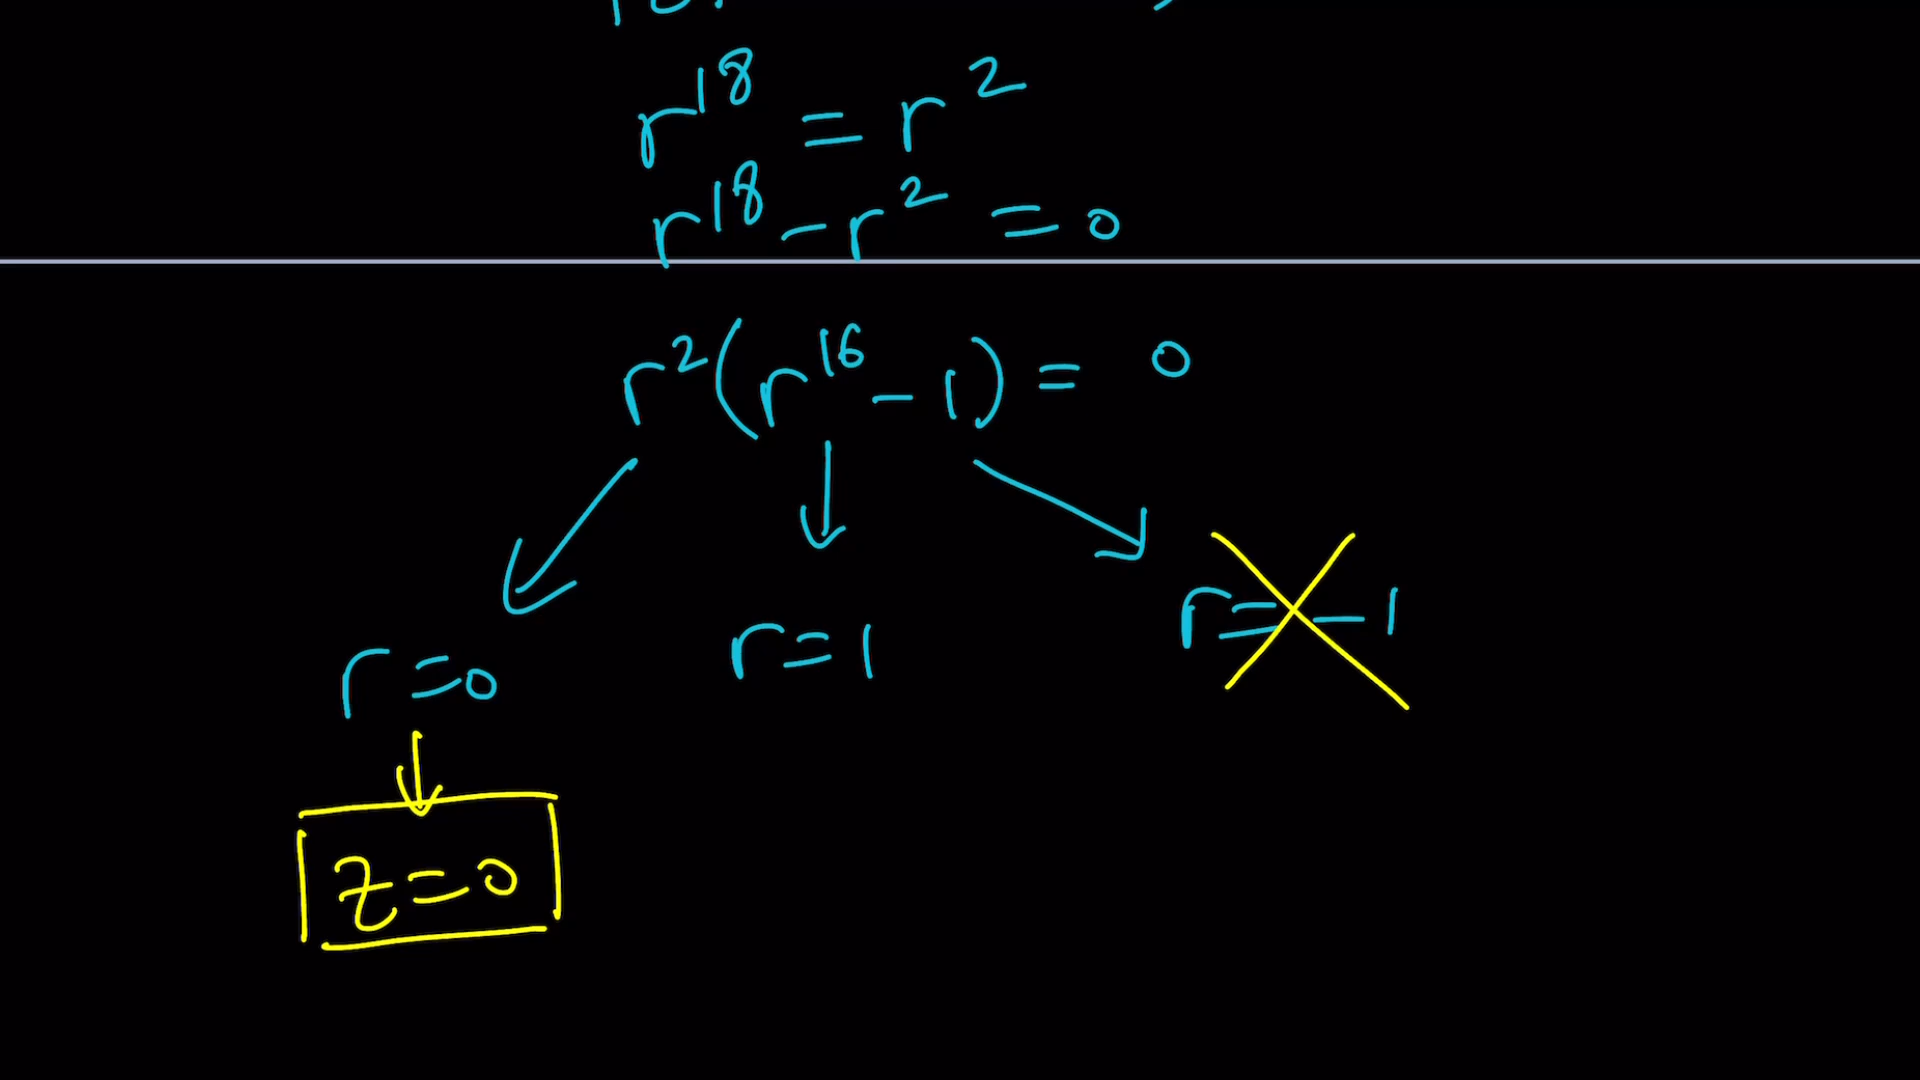 r^18 = r^2
r^18 - r^2 = 0
r^2(r^16 - 1) = 0
r=0 r=1 r=-1
z=0